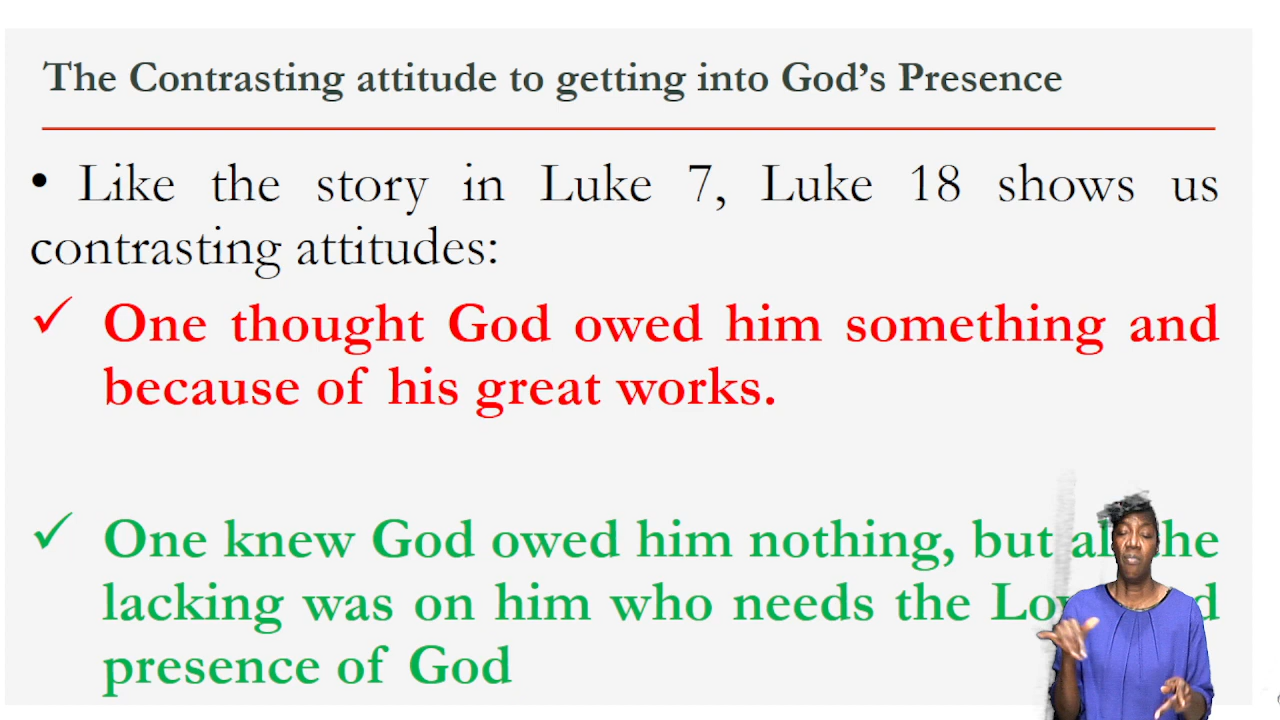 The Contrasting attitude to getting into God’s Presence
• Like the story in Luke 7, Luke 18 shows us
contrasting attitudes:
✓ One thought God owed him something and
because of his great works.
✓ One knew God owed him nothing, but all the
lacking was on him who needs the
presence of God